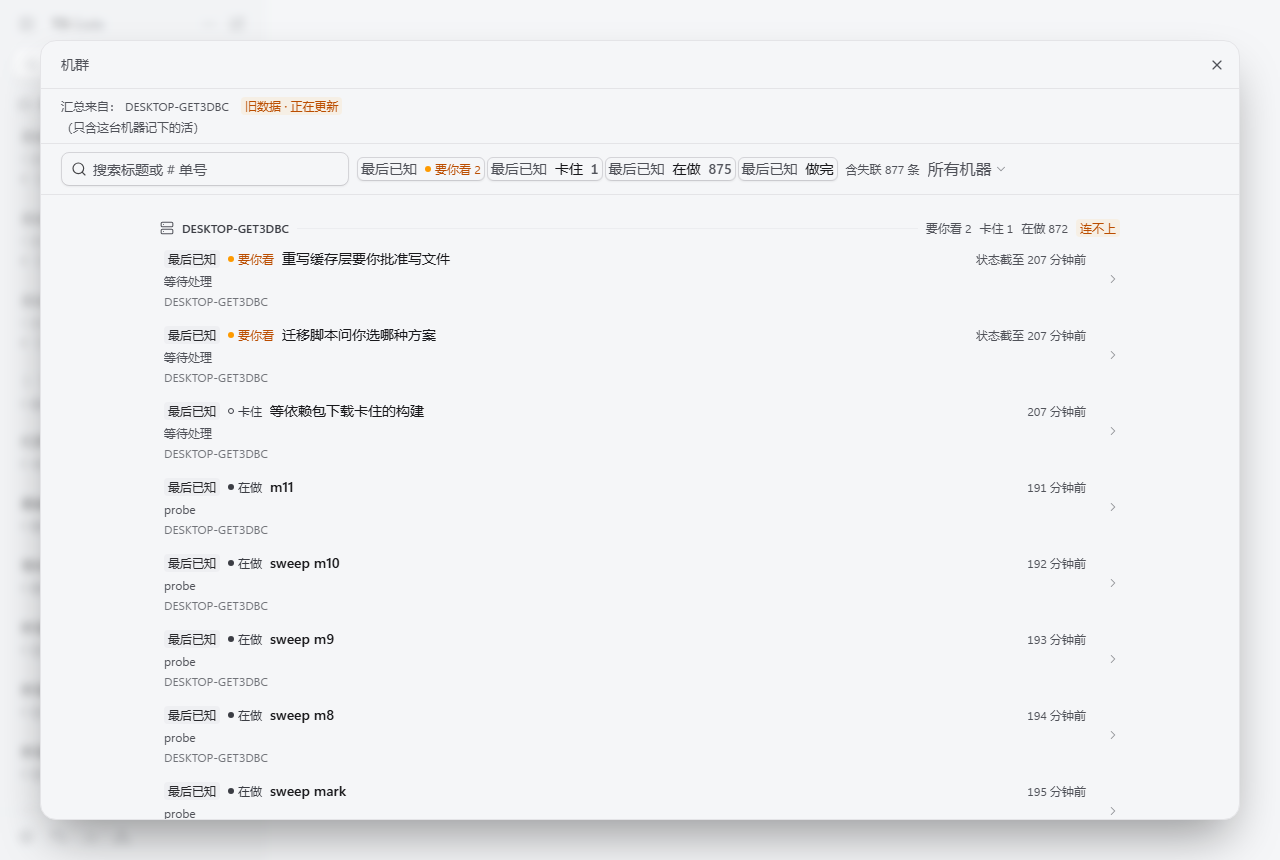 机群
汇总来自： DESKTOP-GET3DBC 旧数据 · 正在更新
（只含这台机器记下的活）
搜索标题或 # 单号 最后已知 要你看 2 最后已知 卡住 1 最后已知 在做 875 最后已知 做完 含失联 877 条 所有机器
DESKTOP-GET3DBC 要你看 2 卡住 1 在做 872 连不上
最后已知 要你看 重写缓存层要你批准写文件 状态截至 207 分钟前
等待处理
DESKTOP-GET3DBC
最后已知 要你看 迁移脚本问你选哪种方案 状态截至 207 分钟前
等待处理
DESKTOP-GET3DBC
最后已知 卡住 等依赖包下载卡住的构建 207 分钟前
等待处理
DESKTOP-GET3DBC
最后已知 在做 m11 191 分钟前
probe
DESKTOP-GET3DBC
最后已知 在做 sweep m10 192 分钟前
probe
DESKTOP-GET3DBC
最后已知 在做 sweep m9 193 分钟前
probe
DESKTOP-GET3DBC
最后已知 在做 sweep m8 194 分钟前
probe
DESKTOP-GET3DBC
最后已知 在做 sweep mark 195 分钟前
probe